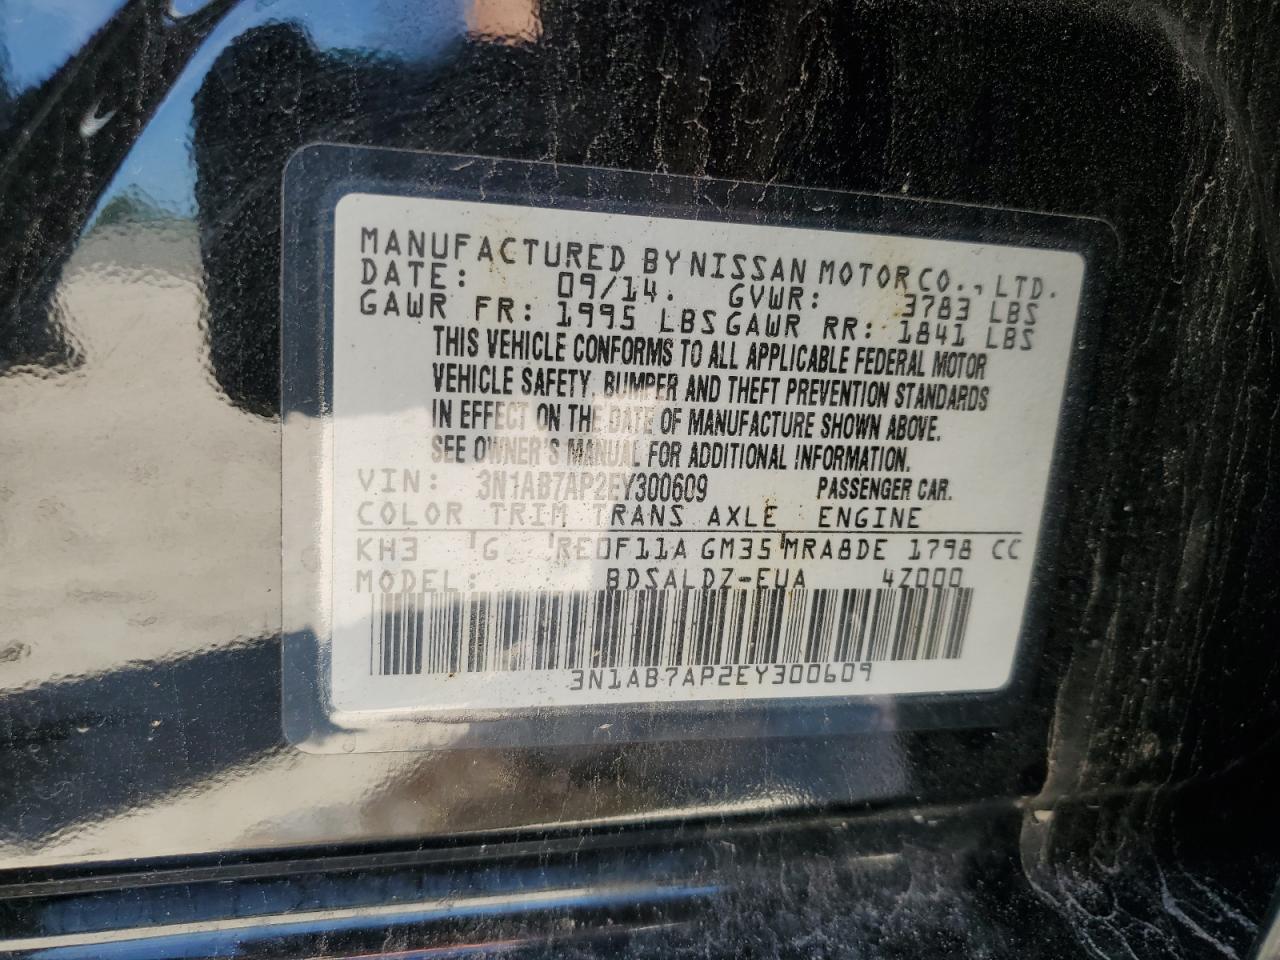 MANUFACTURED BY NISSAN MOTOR CO., LTD.
DATE: 09/14. GVWR: 3783 LBS
GAWR FR: 1995 LBS GAWR RR: 1841 LBS
THIS VEHICLE CONFORMS TO ALL APPLICABLE FEDERAL MOTOR
VEHICLE SAFETY, BUMPER AND THEFT PREVENTION STANDARDS
IN EFFECT ON THE DATE OF MANUFACTURE SHOWN ABOVE.
SEE OWNER'S MANUAL FOR ADDITIONAL INFORMATION.
VIN: 3N1AB7AP2EY300609 PASSENGER CAR.
COLOR TRIM TRANS AXLE ENGINE
KH3 G RE0F11A GM35 MRA8DE 1798 CC
MODEL: BDSALDZ-EUA 4Z000
3N1AB7AP2EY300609